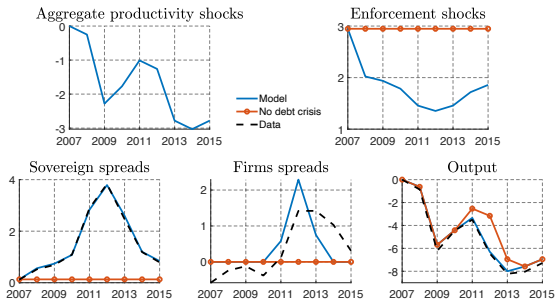 Aggregate productivity shocks
0
-1
-2
-3
2007 2009 2011 2013 2015
Model
No debt crisis
Data
Enforcement shocks
3
2
1
2007 2009 2011 2013 2015
Sovereign spreads
4
2
0
2007 2009 2011 2013 2015
Firms spreads
2
1
0
2007 2009 2011 2013 2015
Output
0
-2
-4
-6
-8
2007 2009 2011 2013 201